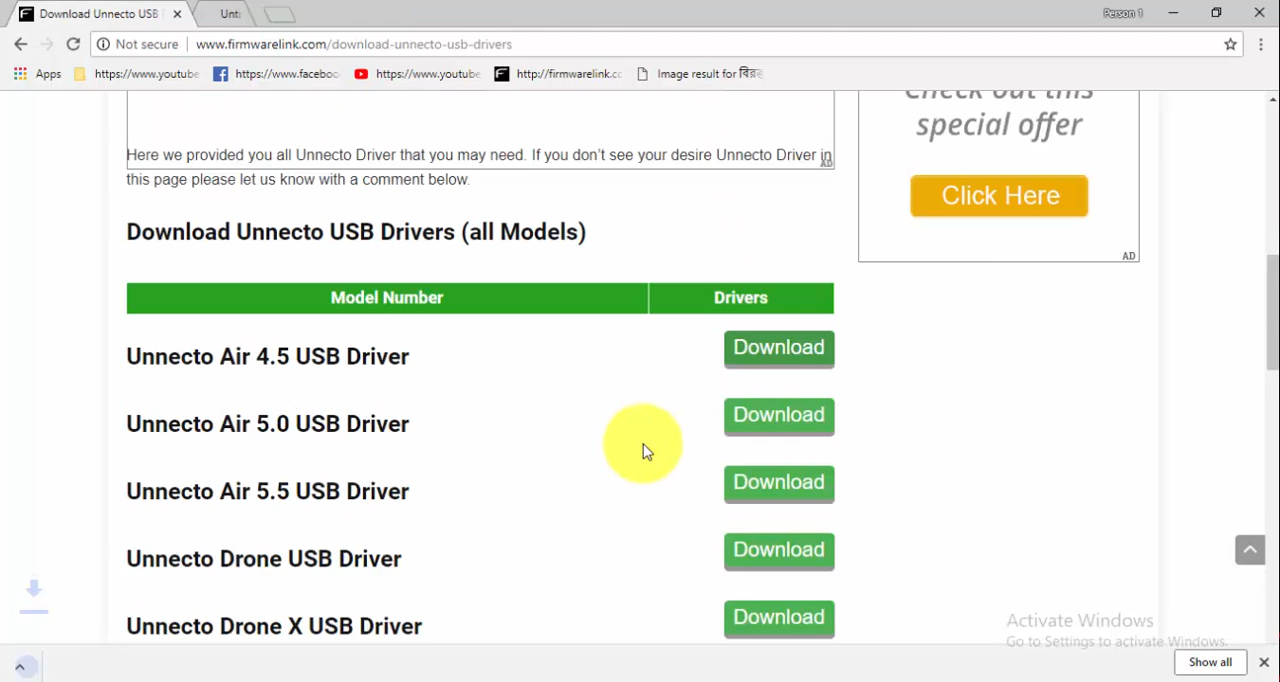 Download Unnecto USB
Unti
Person 1
Not secure
www.firmwarelink.com/download-unnecto-usb-drivers
Apps
https://www.youtube
https://www.faceboo
https://www.youtube
http://firmwarelink.cc
Image result for
Check out this
special offer
Click Here
AD
Here we provided you all Unnecto Driver that you may need. If you don't see your desire Unnecto Driver in
AD
this page please let us know with a comment below.
Download Unnecto USB Drivers (all Models)
Model Number Drivers
Unnecto Air 4.5 USB Driver Download
Unnecto Air 5.0 USB Driver Download
Unnecto Air 5.5 USB Driver Download
Unnecto Drone USB Driver Download
Unnecto Drone X USB Driver Download
Activate Windows
Go to Settings to activate Windows.
Show all